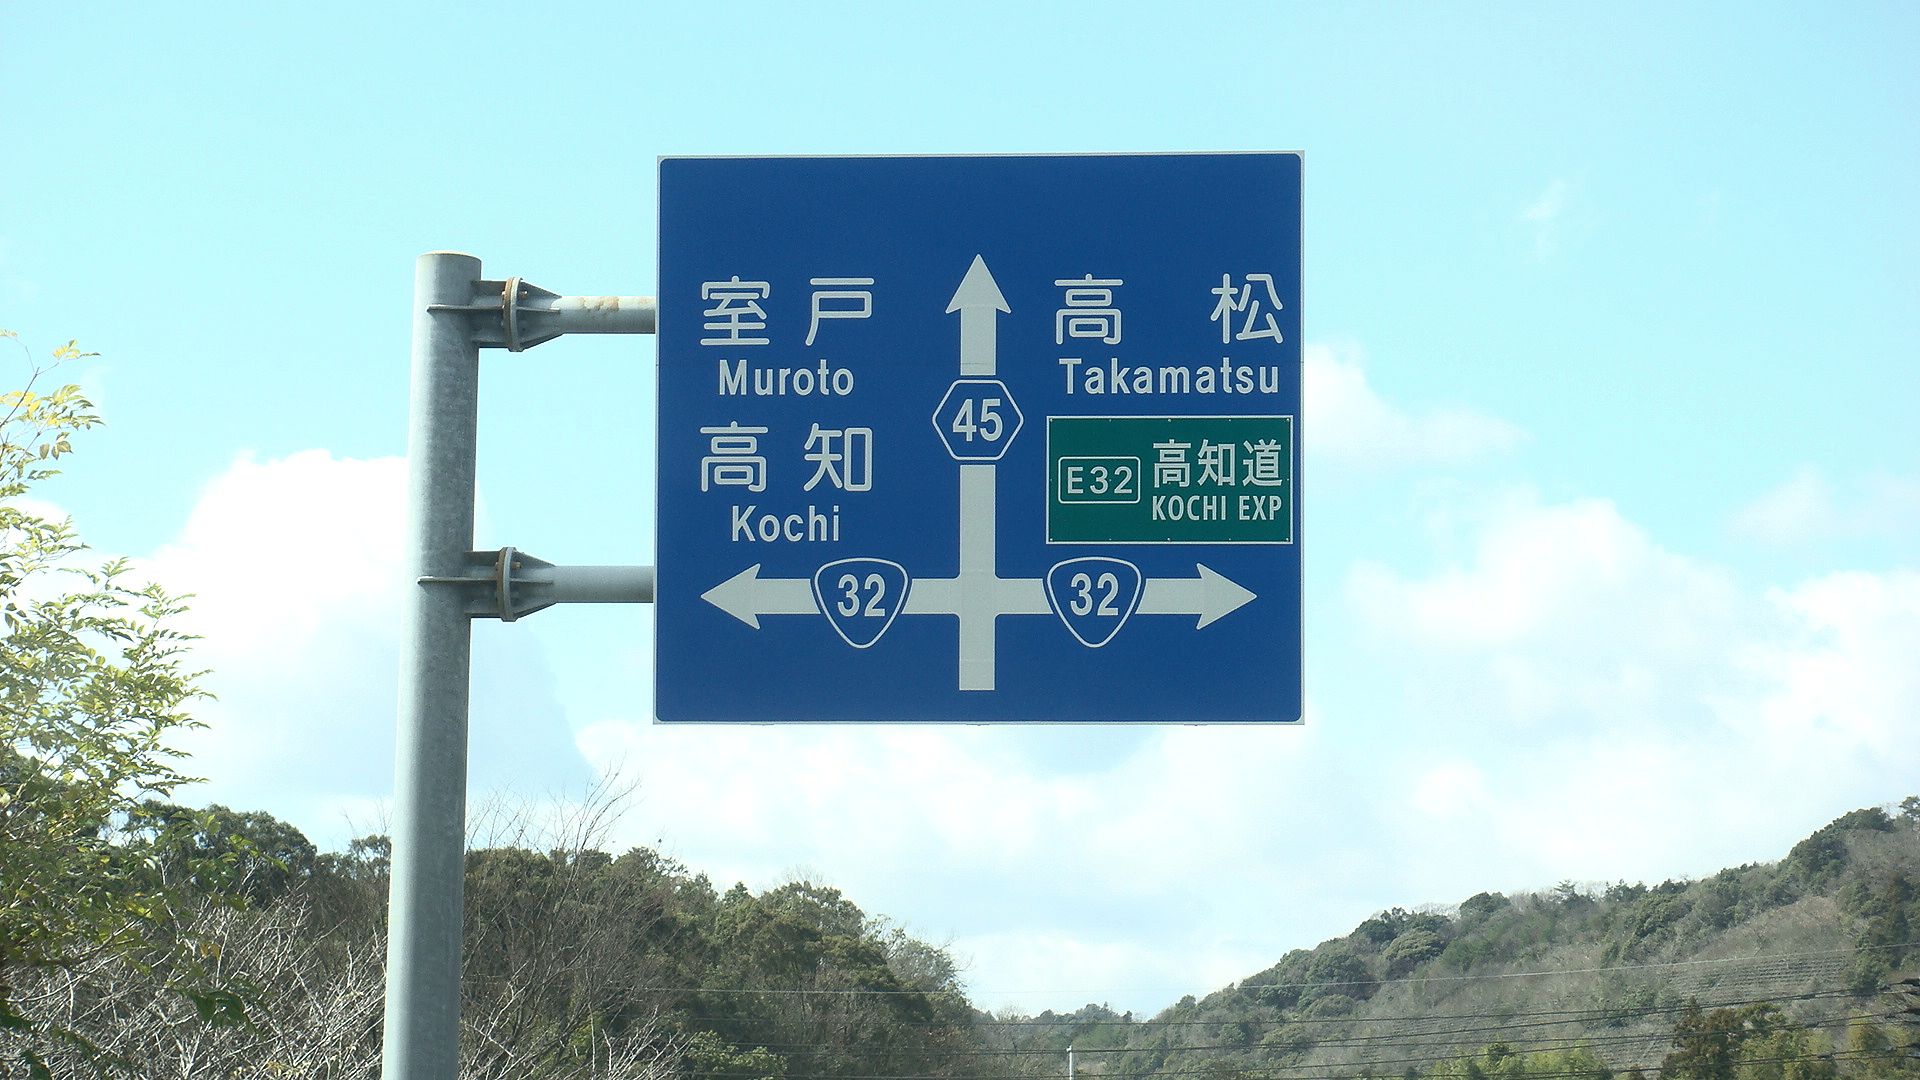 室戸
Muroto
高知
Kochi
32
45
高松
Takamatsu
E32 高知道
KOCHI EXP
32